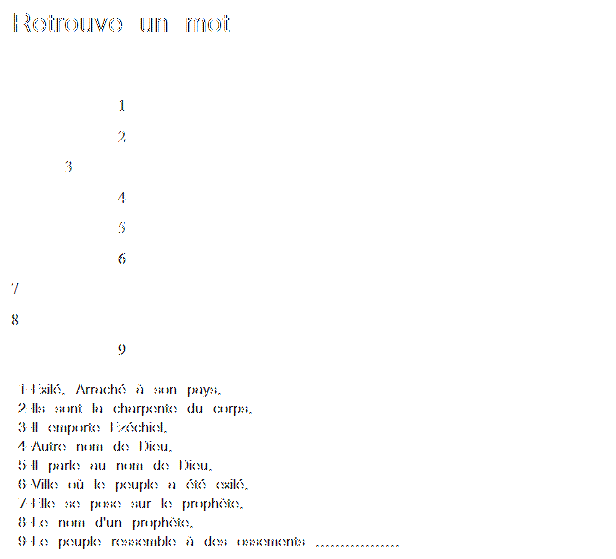 Retrouve un mot
1
2
3
4
5
6
7
8
9
1-Exilé. Arraché à son pays.
2-Ils sont la charpente du corps.
3-Il emporte Ezéchiel.
4-Autre nom de Dieu.
5-Il parle au nom de Dieu.
6-Ville où le peuple a été exilé.
7-Elle se pose sur le prophète.
8-Le nom d'un prophète.
9-Le peuple ressemble à des ossements .................